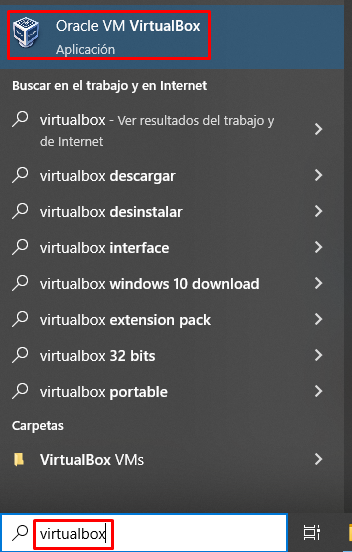 Oracle VM VirtualBox
Aplicación
Buscar en el trabajo y en Internet
virtualbox - Ver resultados del trabajo y
de Internet
virtualbox descargar
virtualbox desinstalar
virtualbox interface
virtualbox windows 10 download
virtualbox extension pack
virtualbox 32 bits
virtualbox portable
Carpetas
VirtualBox VMs
virtualbox